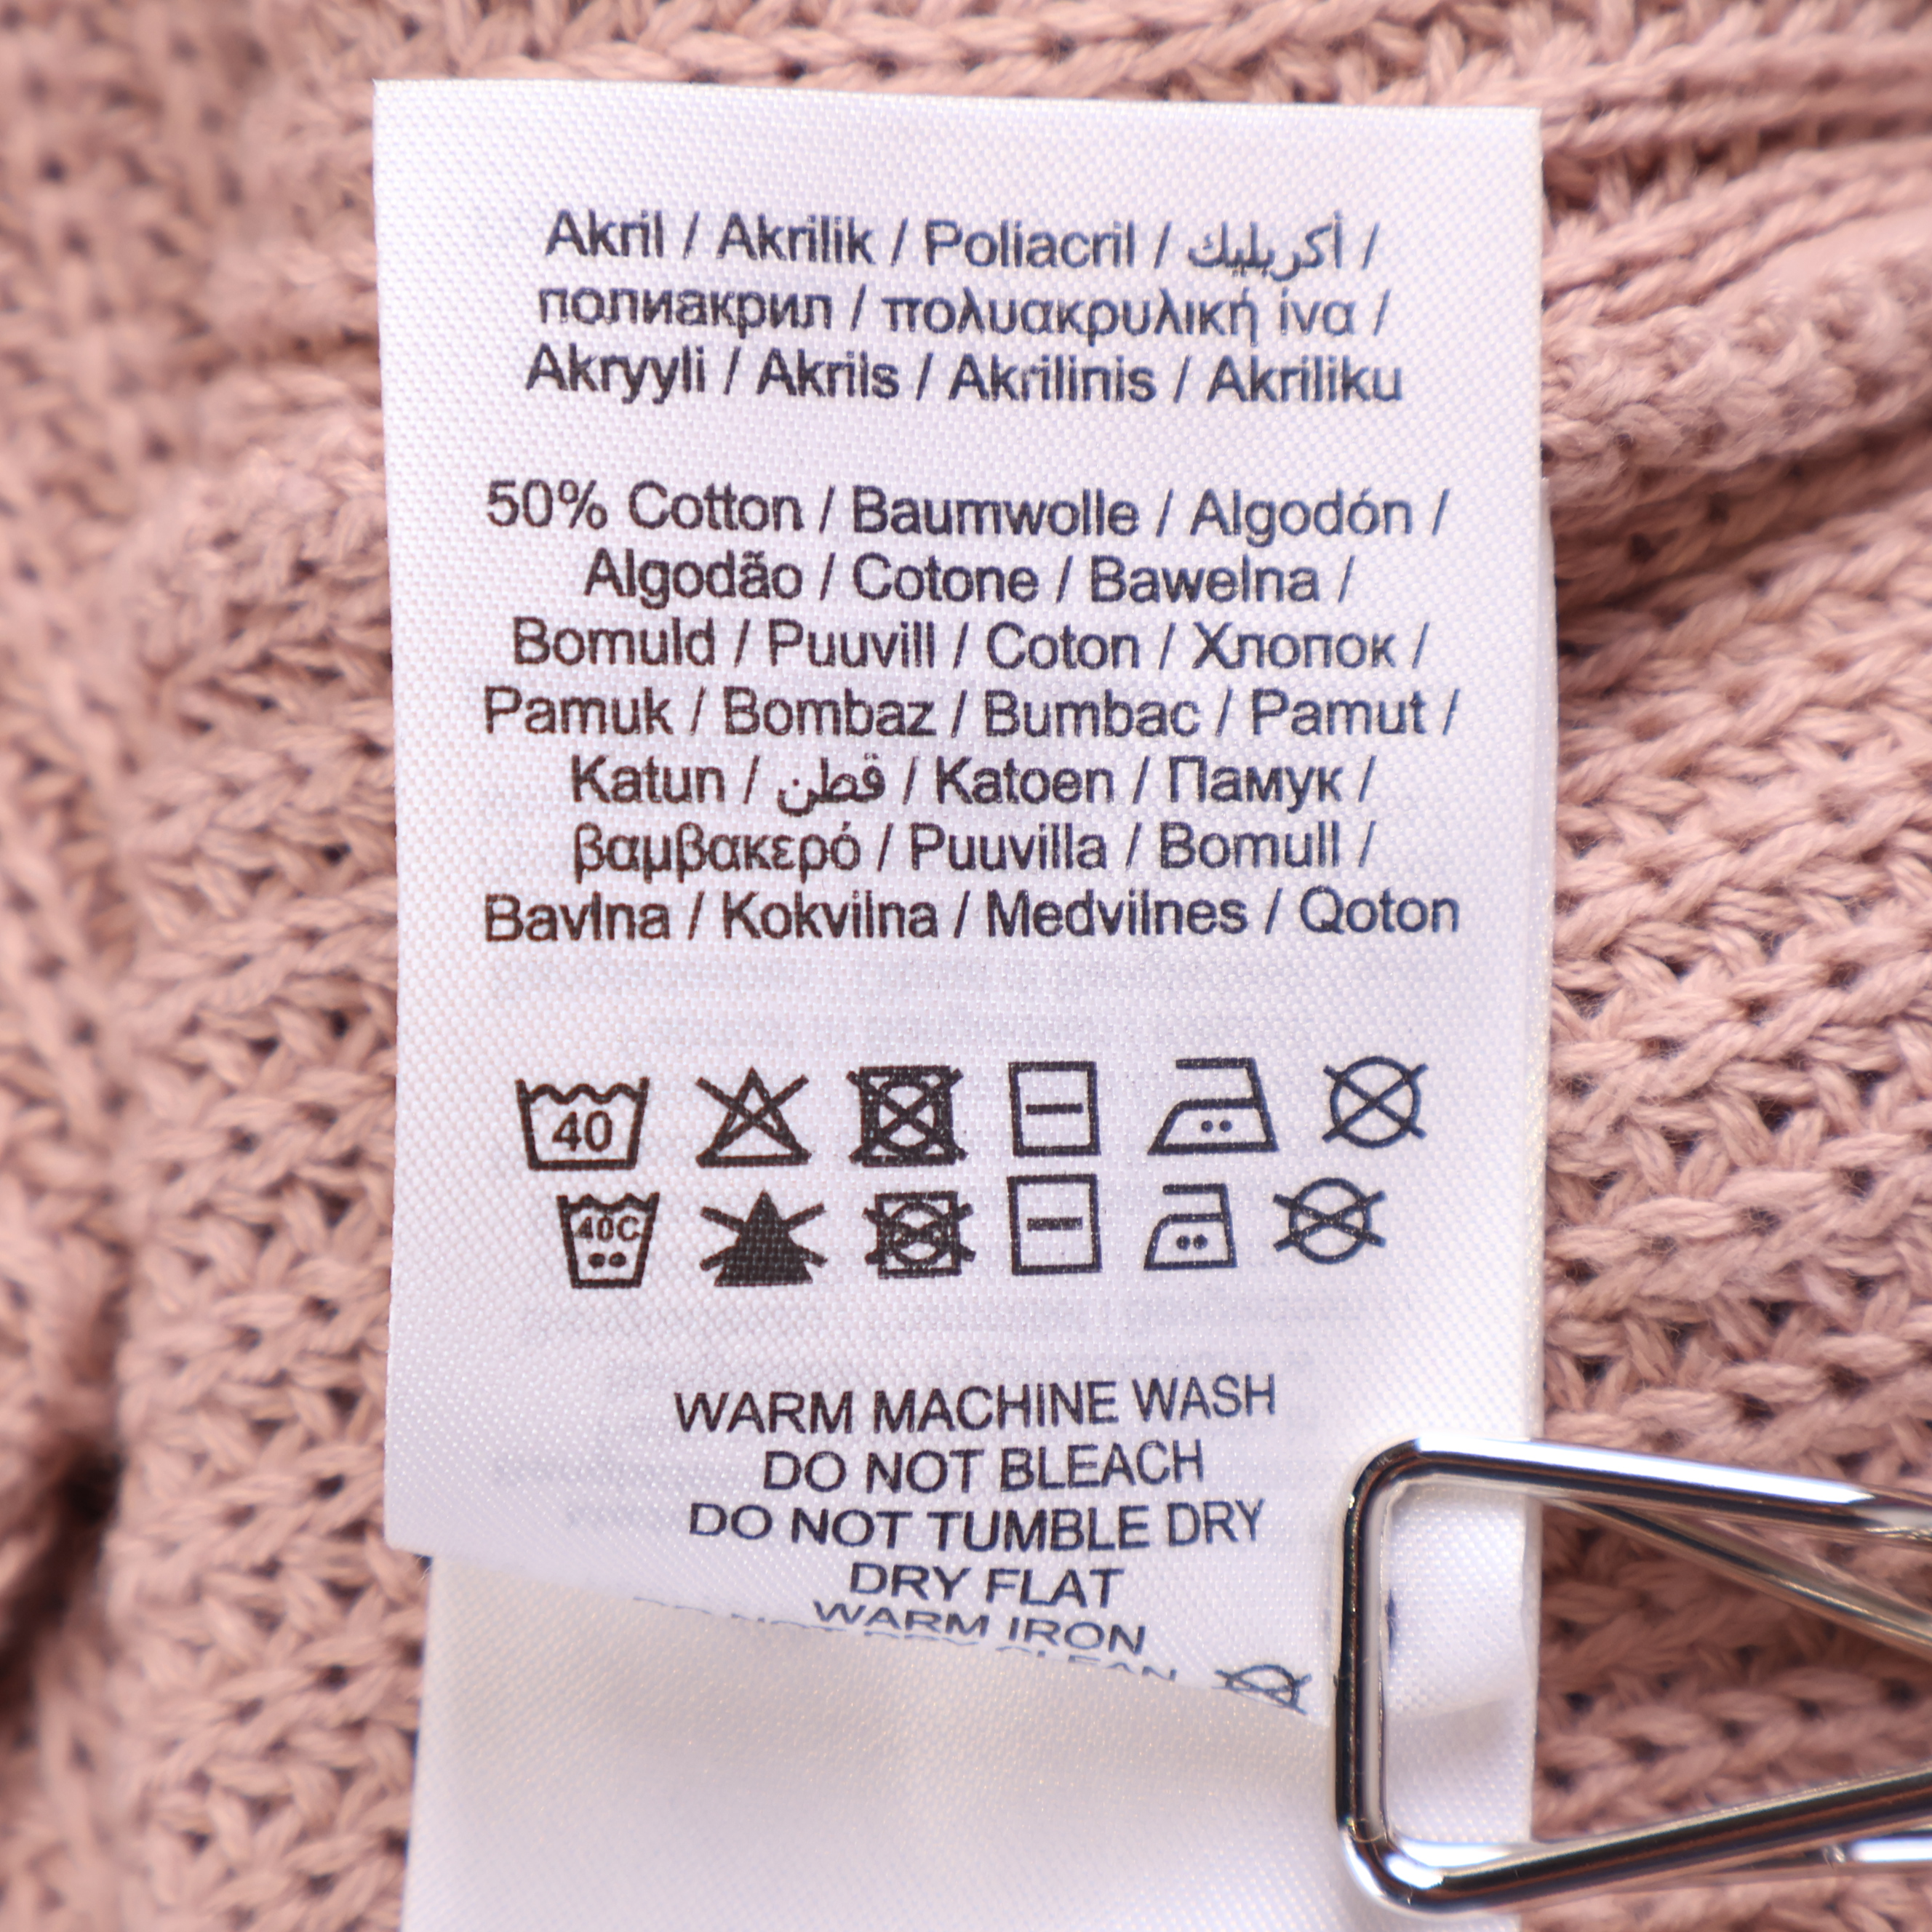 Akril / Akrilik / Poliacril / أكريليك /
полиакрил / πολυακρυλική ίνα /
Akryyli / Akrils / Akrilinis / Akriliku
50% Cotton / Baumwolle / Algodón /
Algodão / Cotone / Bawelna /
Bomuld / Puuvill / Coton / Хлопок /
Pamuk / Bombaz / Bumbac / Pamut /
Katun / قطن / Katoen / Памук /
βαμβακερό / Puuvilla / Bomull /
Bavlna / Kokvilna / Medvilnes / Qoton
40
40C
WARM MACHINE WASH
DO NOT BLEACH
DO NOT TUMBLE DRY
DRY FLAT
WARM IRON